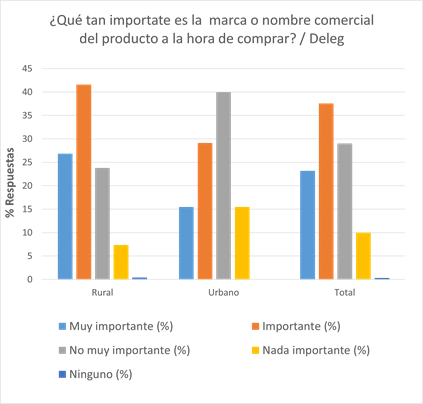 ¿Qué tan importate es la marca o nombre comercial
del producto a la hora de comprar? / Deleg
% Respuestas
45
40
35
30
25
20
15
10
5
0
Rural Urbano Total
Muy importante (%) Importante (%)
No muy importante (%) Nada importante (%)
Ninguno (%)